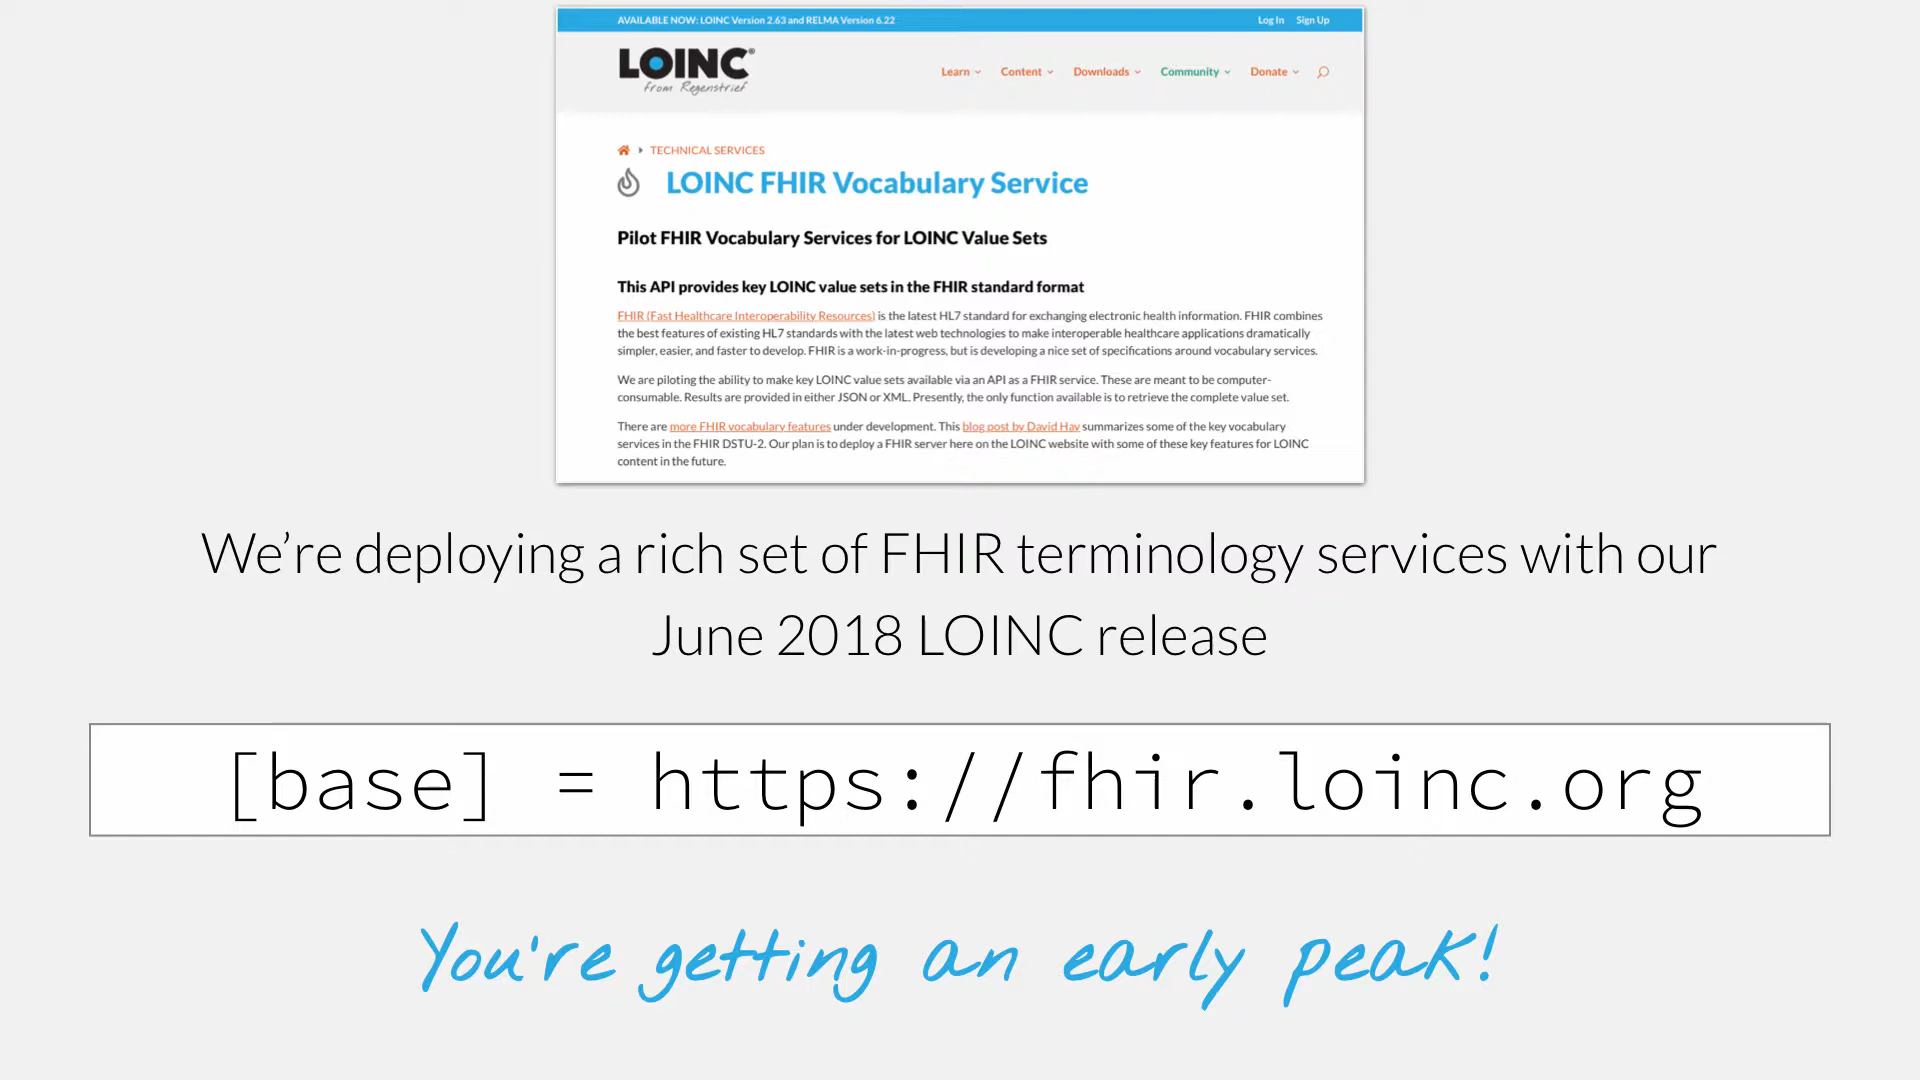 AVAILABLE NOW: LOINC Version 2.63 and RELMA Version 6.22 Log In Sign Up
LOINC®
from Regenstrief
Learn Content Downloads Community Donate
TECHNICAL SERVICES
LOINC FHIR Vocabulary Service
Pilot FHIR Vocabulary Services for LOINC Value Sets
This API provides key LOINC value sets in the FHIR standard format
FHIR (Fast Healthcare Interoperability Resources) is the latest HL7 standard for exchanging electronic health information. FHIR combines
the best features of existing HL7 standards with the latest web technologies to make interoperable healthcare applications dramatically
simpler, easier, and faster to develop. FHIR is a work-in-progress, but is developing a nice set of specifications around vocabulary services.
We are piloting the ability to make key LOINC value sets available via an API as a FHIR service. These are meant to be computer-
consumable. Results are provided in either JSON or XML. Presently, the only function available is to retrieve the complete value set.
There are more FHIR vocabulary features under development. This blog post by David Hay summarizes some of the key vocabulary
services in the FHIR DSTU-2. Our plan is to deploy a FHIR server here on the LOINC website with some of these key features for LOINC
content in the future.
We’re deploying a rich set of FHIR terminology services with our
June 2018 LOINC release
[base] = https://fhir.loinc.org
You're getting an early peak!